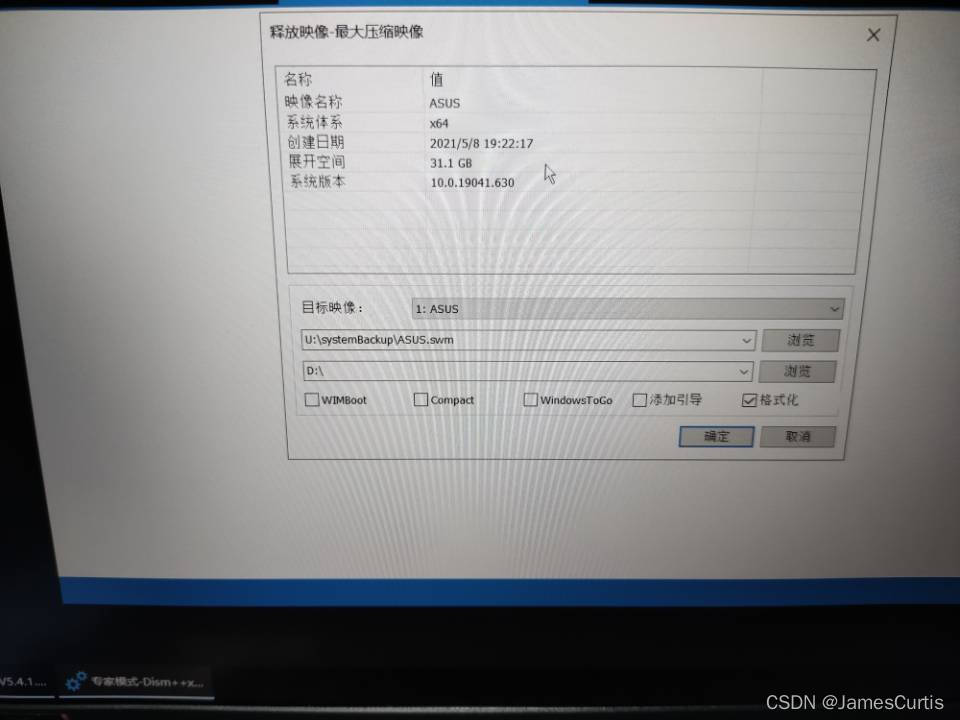 释放映像-最大压缩映像
名称 值
映像名称 ASUS
系统体系 x64
创建日期 2021/5/8 19:22:17
展开空间 31.1 GB
系统版本 10.0.19041.630
目标映像： 1: ASUS
U:\systemBackup\ASUS.swm 浏览
D:\ 浏览
WIMBoot Compact WindowsToGo 添加引导 格式化
确定 取消
V5.4.1.... 专家模式-Dism++x...
CSDN @JamesCurtis